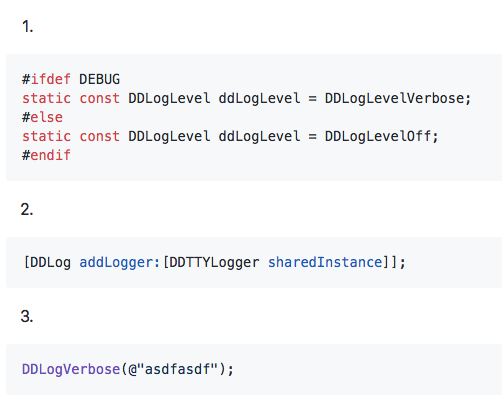 1.
#ifdef DEBUG
static const DDLogLevel ddLogLevel = DDLogLevelVerbose;
#else
static const DDLogLevel ddLogLevel = DDLogLevelOff;
#endif
2.
[DDLog addLogger:[DDTTYLogger sharedInstance]];
3.
DDLogVerbose(@"asdfasdf");